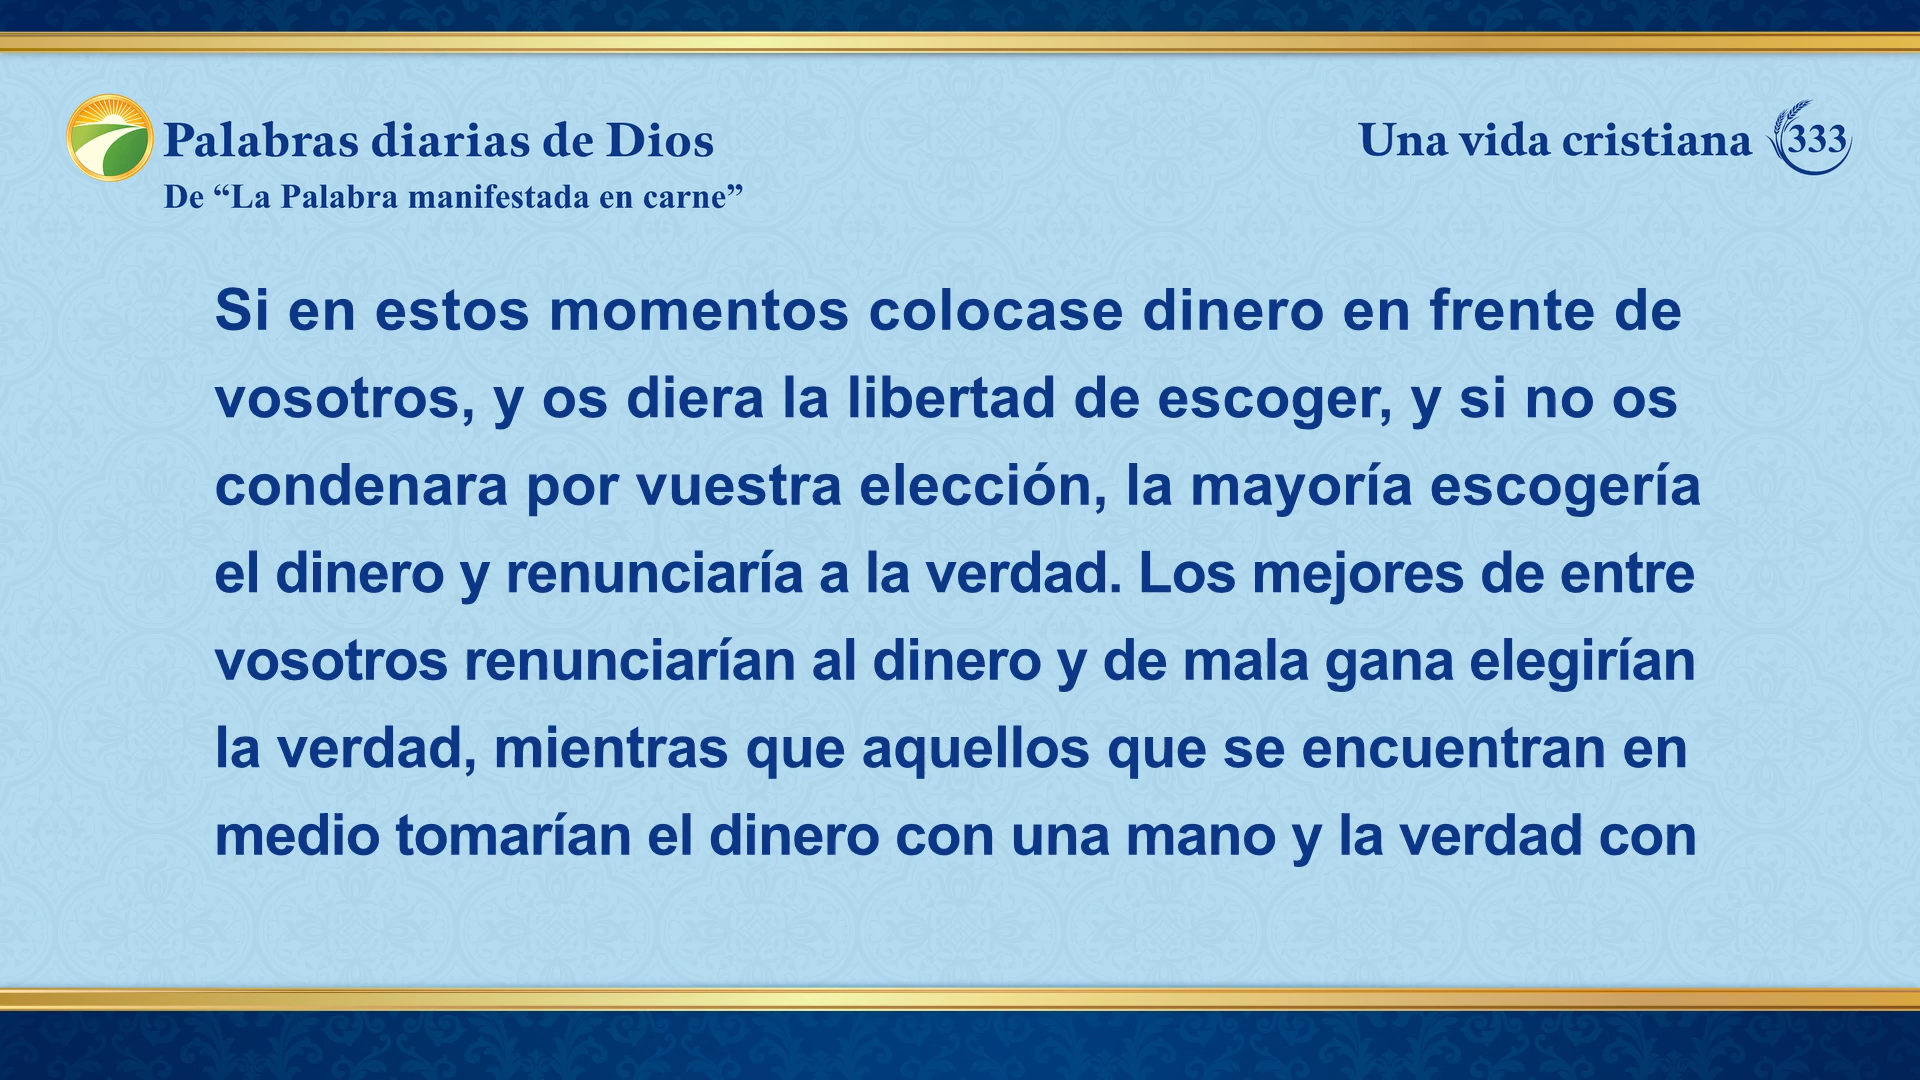 Palabras diarias de Dios
De “La Palabra manifestada en carne”
Una vida cristiana 333
Si en estos momentos colocase dinero en frente de
vosotros, y os diera la libertad de escoger, y si no os
condenara por vuestra elección, la mayoría escogería
el dinero y renunciaría a la verdad. Los mejores de entre
vosotros renunciarían al dinero y de mala gana elegirían
la verdad, mientras que aquellos que se encuentran en
medio tomarían el dinero con una mano y la verdad con